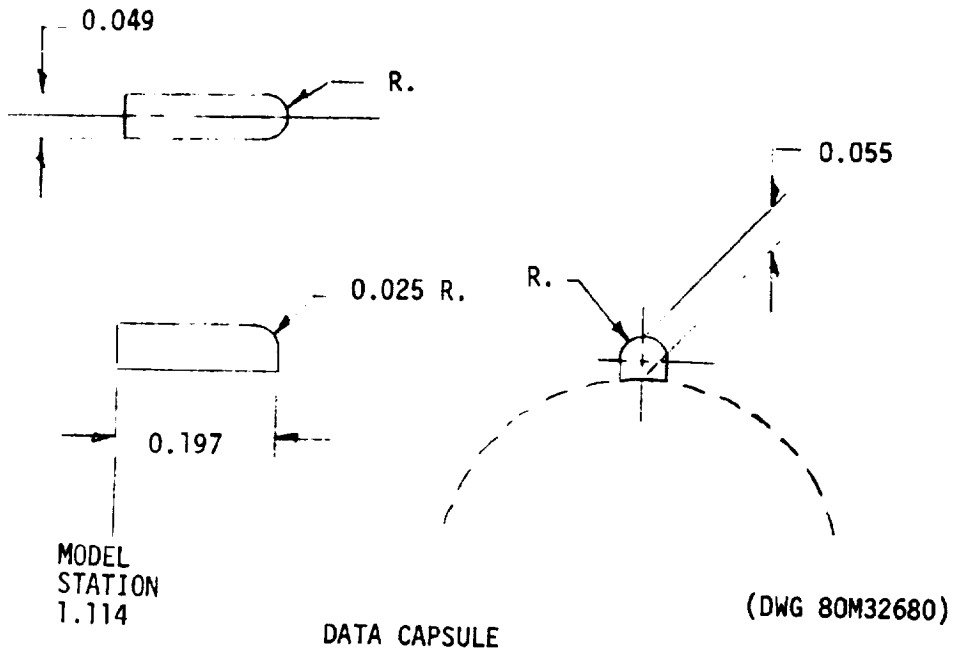 0.049
R.
0.055
R.
0.025 R.
0.197
MODEL
STATION
1.114
(DWG 80M32680)
DATA CAPSULE